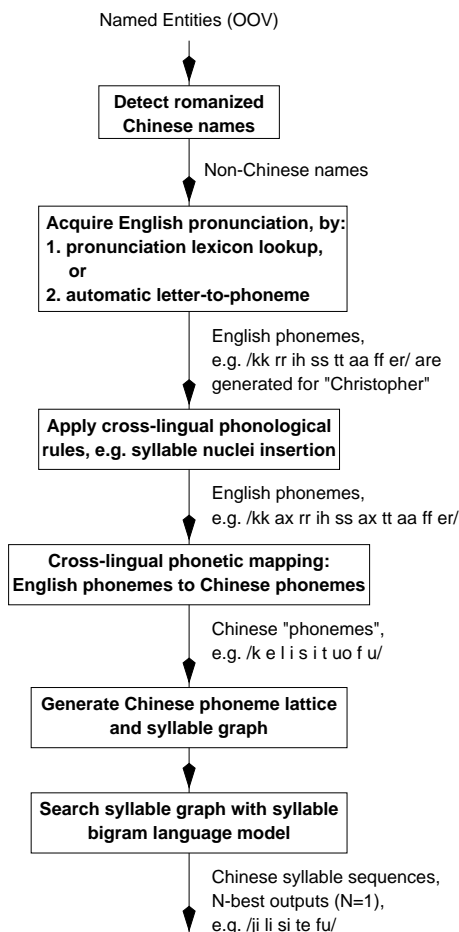 Named Entities (OOV)
Detect romanized
Chinese names
Non-Chinese names
Acquire English pronunciation, by:
1. pronunciation lexicon lookup,
or
2. automatic letter-to-phoneme
English phonemes,
e.g. /kk rr ih ss tt aa ff er/ are
generated for "Christopher"
Apply cross-lingual phonological
rules, e.g. syllable nuclei insertion
English phonemes,
e.g. /kk ax rr ih ss ax tt aa ff er/
Cross-lingual phonetic mapping:
English phonemes to Chinese phonemes
Chinese "phonemes",
e.g. /k e l i s i t uo f u/
Generate Chinese phoneme lattice
and syllable graph
Search syllable graph with syllable
bigram language model
Chinese syllable sequences,
N-best outputs (N=1),
e.g. /ji li si te fu/